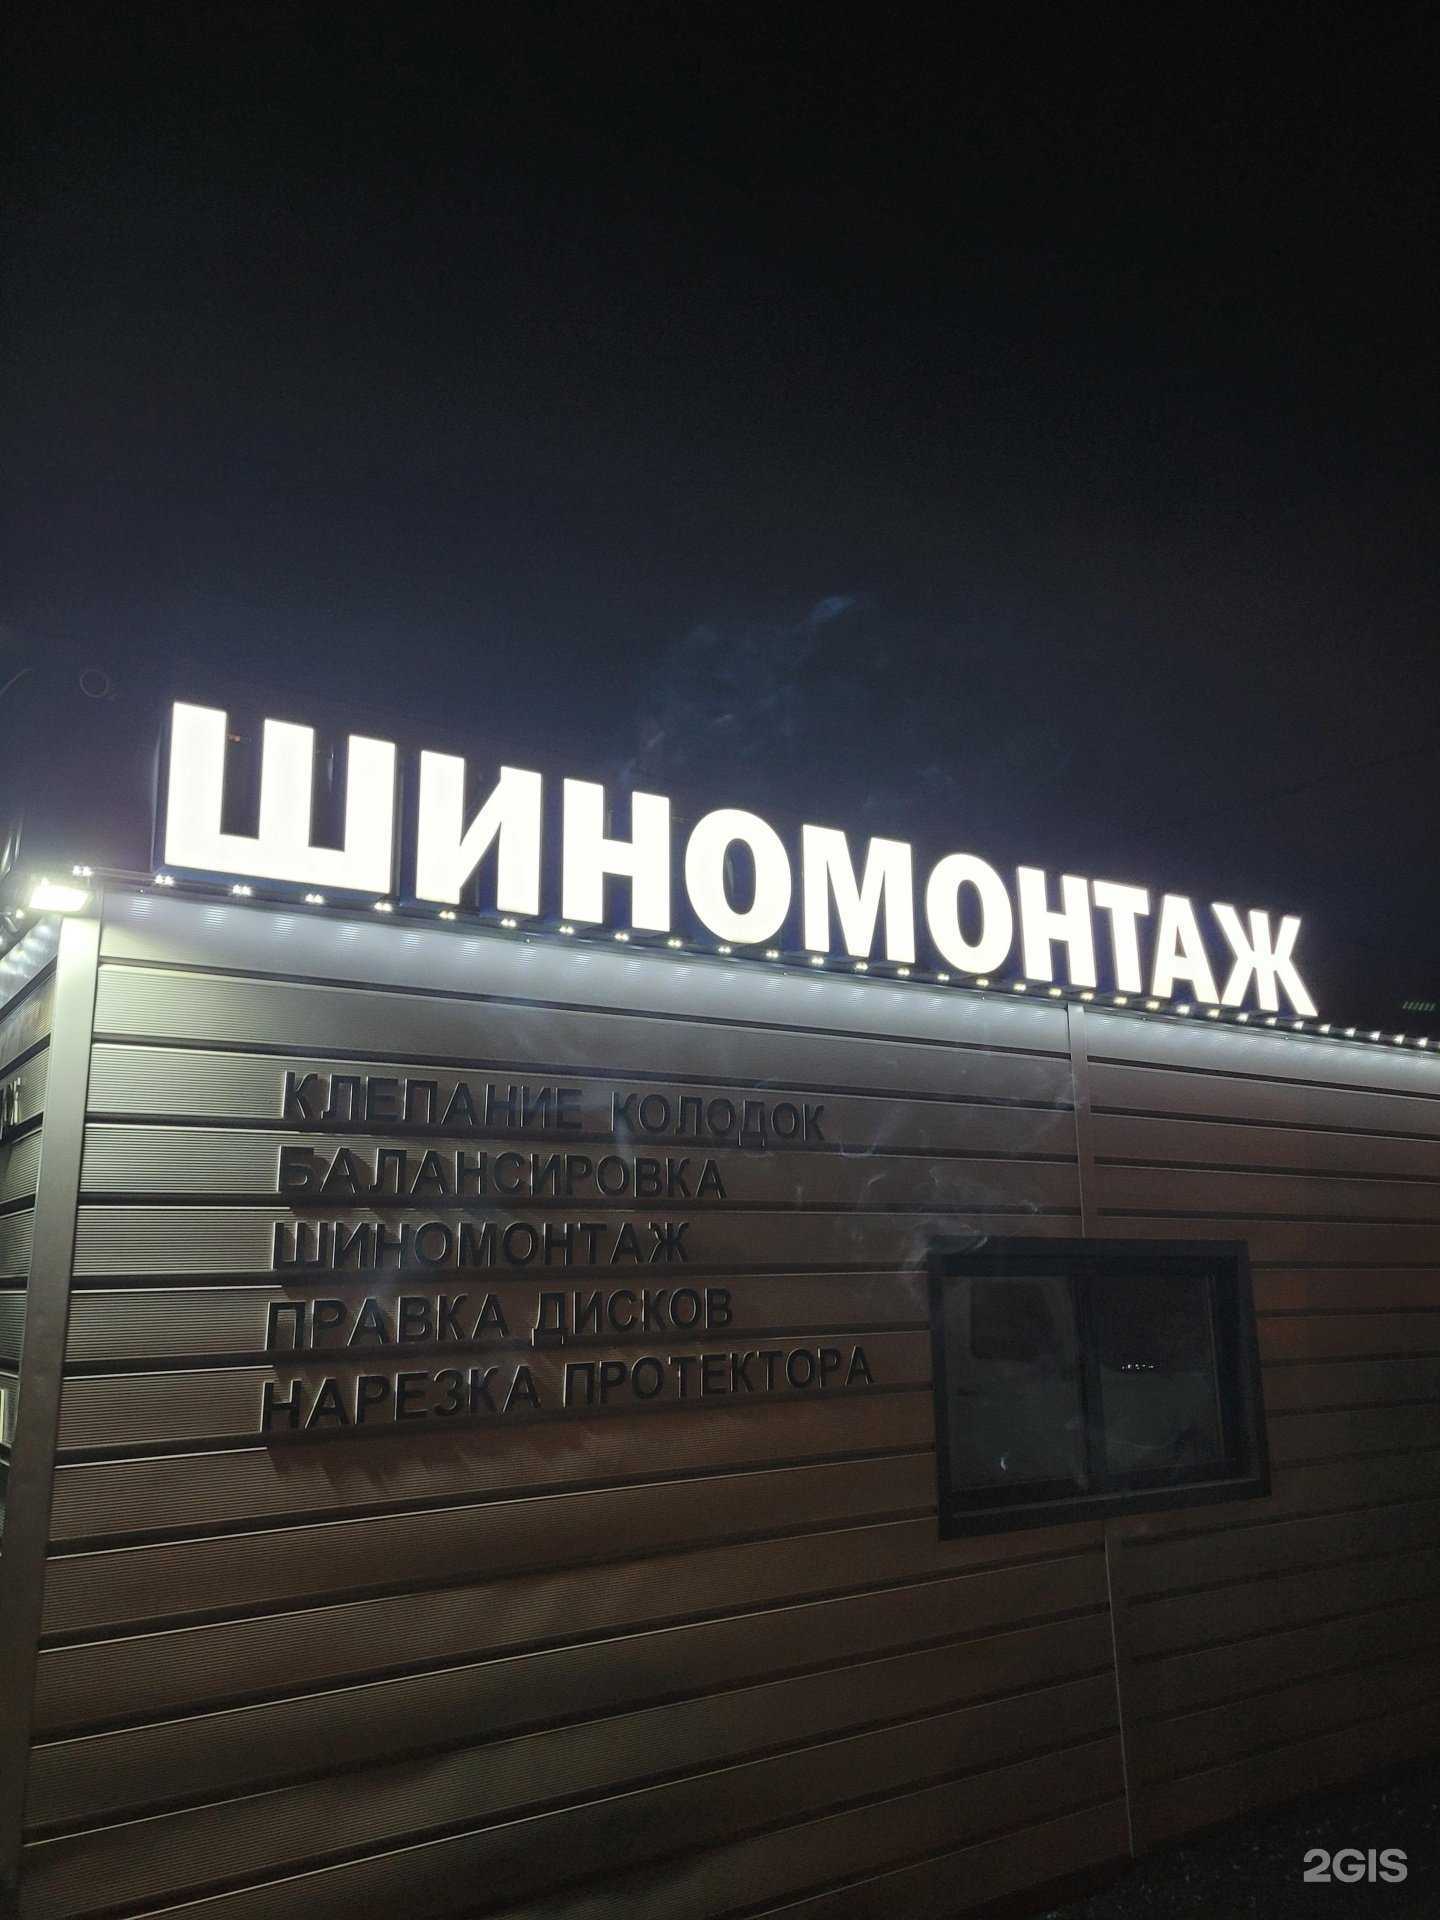 ШИНОМОНТАЖ
КЛЕПАНИЕ КОЛОДОК
БАЛАНСИРОВКА
ШИНОМОНТАЖ
ПРАВКА ДИСКОВ
НАРЕЗКА ПРОТЕКТОРА
2GIS